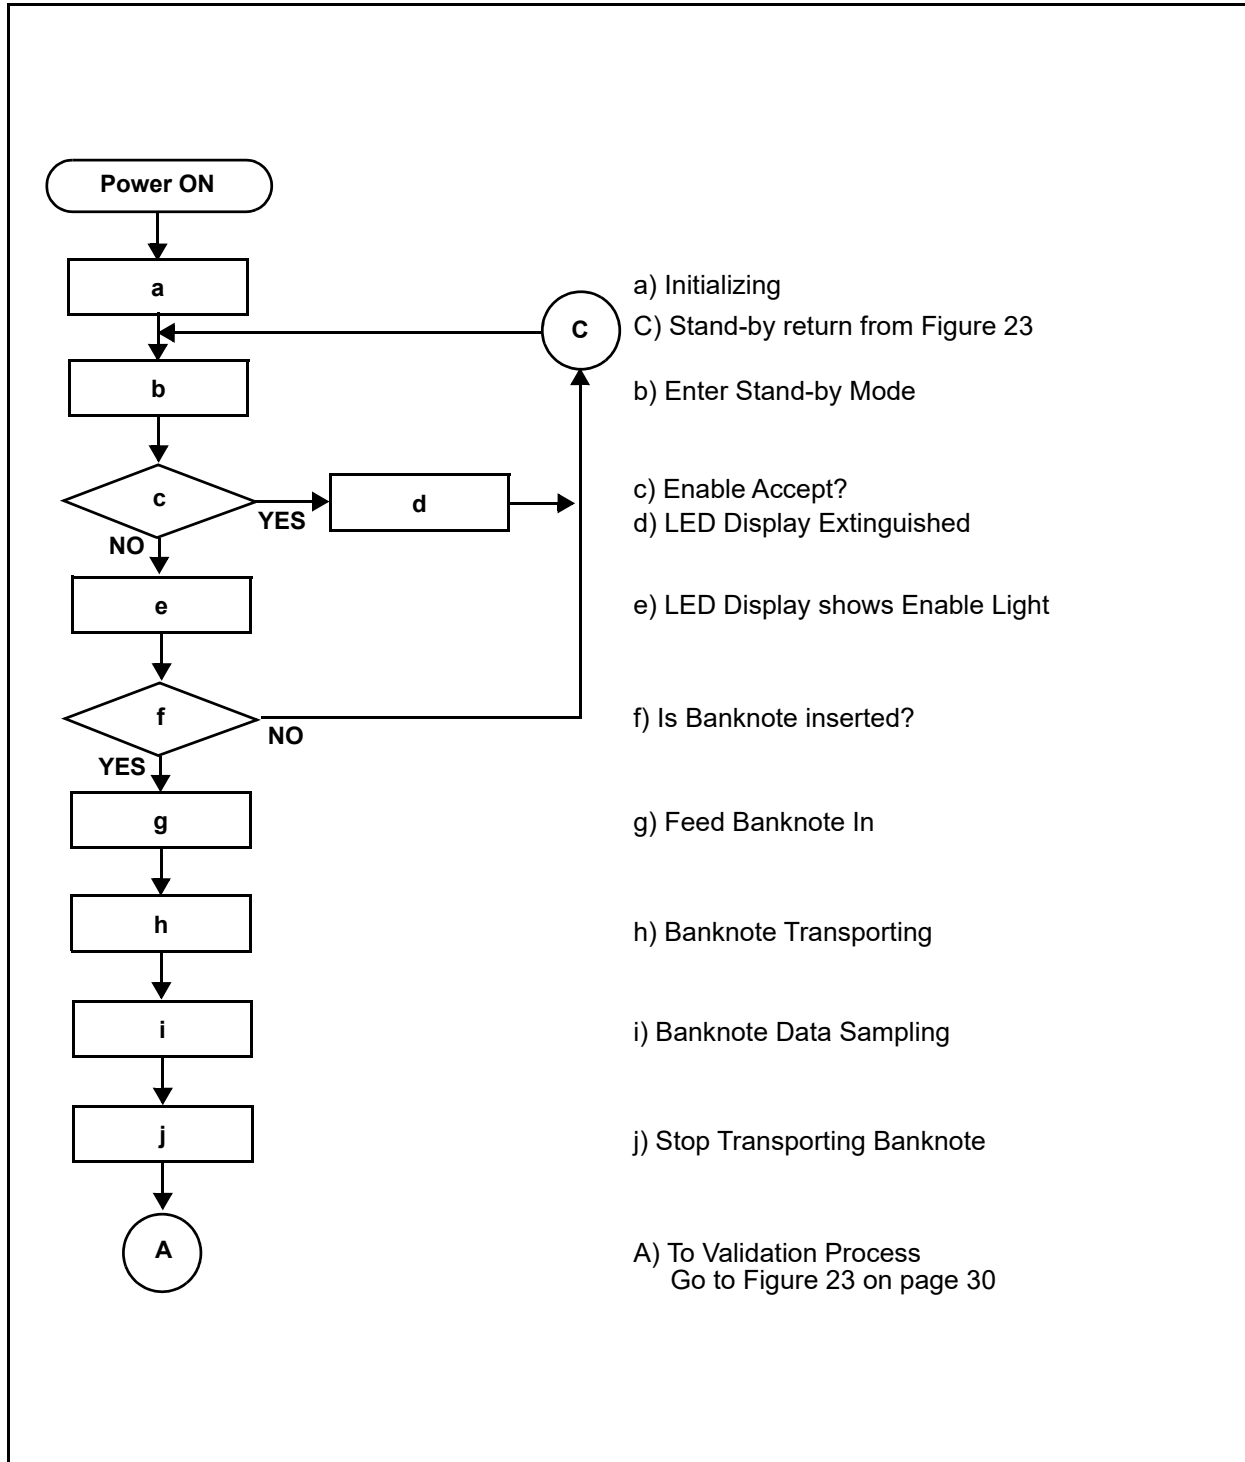 Power ON
a
a) Initializing
C
C) Stand-by return from Figure 23
b
b) Enter Stand-by Mode
c
YES
NO
d
c) Enable Accept?
d) LED Display Extinguished
e
e) LED Display shows Enable Light
f
NO
YES
f) Is Banknote inserted?
g
g) Feed Banknote In
h
h) Banknote Transporting
i
i) Banknote Data Sampling
j
j) Stop Transporting Banknote
A
A) To Validation Process
Go to Figure 23 on page 30